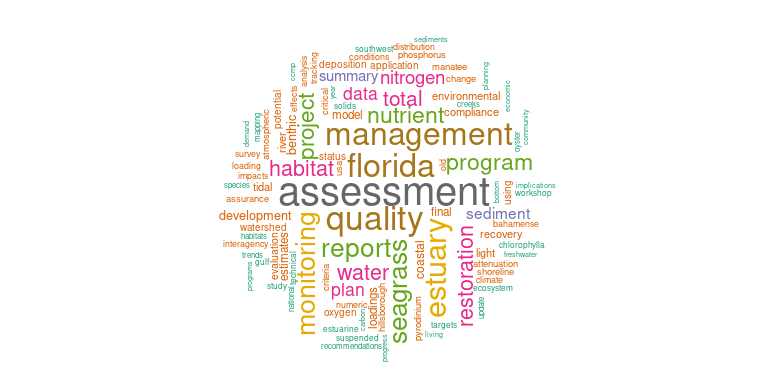 sediments
southwest distribution
conditions phosphorus
ccmp analysis tracking deposition application manatee planning
summary nitrogen change
potential effects critical year data total environmental economic
solids creeks
project model nutrient compliance
demand mapping atmospheric river benthic management oyster community
survey status
loading habitat usa florida old program
impacts
species tidal assessment bottom using implications
workshop
assurance
development quality final sediment
watershed bahamense
habitats monitoring estuary recovery
interagency reports seagrass coastal restoration chlorophylla
trends evaluation estimates light freshwater
gulf technical water attenuation
programs criteria shoreline
study plan climate
national ecosystem
numeric loadings hillsborough pyrodinium update
oxygen carbon
estuarine targets
suspended progress living
recommendations